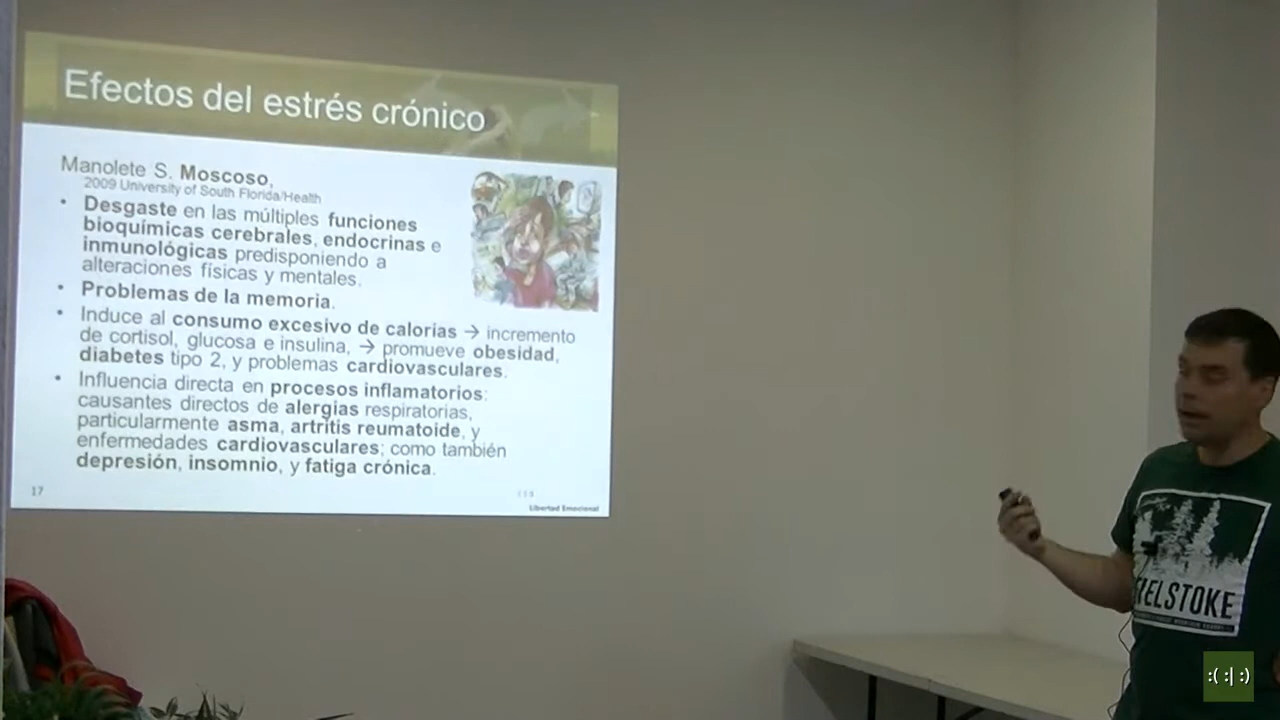 Efectos del estrés crónico
Manolete S. Moscoso,
2009 University of South Florida/Health
• Desgaste en las múltiples funciones
bioquímicas cerebrales, endocrinas e
inmunológicas predisponiendo a
alteraciones físicas y mentales.
• Problemas de la memoria.
• Induce al consumo excesivo de calorías → incremento
de cortisol, glucosa e insulina, → promueve obesidad,
diabetes tipo 2, y problemas cardiovasculares.
• Influencia directa en procesos inflamatorios:
causantes directos de alergias respiratorias,
particularmente asma, artritis reumatoide, y
enfermedades cardiovasculares; como también
depresión, insomnio, y fatiga crónica.
17
Libertad Emocional
ELSTOKE
:( :| :)